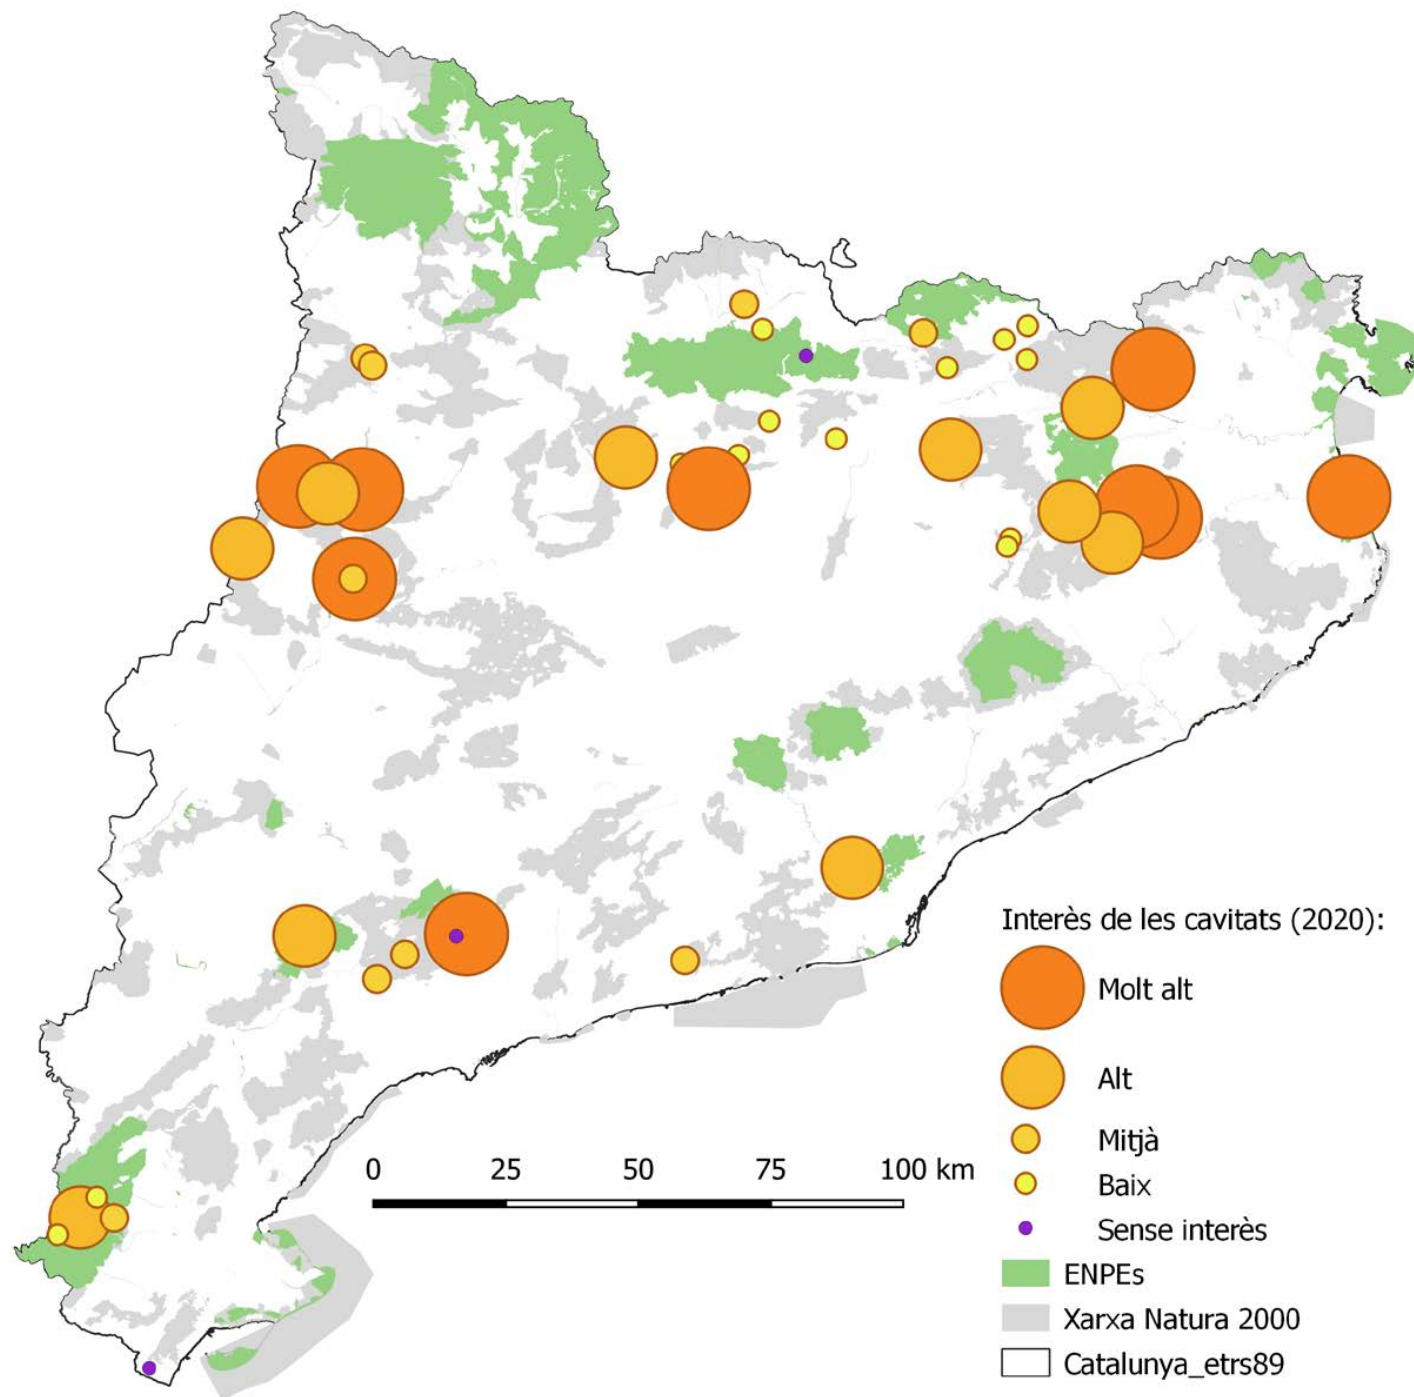 Interès de les cavitats (2020):
Molt alt
Alt
Mitjà
Baix
Sense interès
ENPEs
Xarxa Natura 2000
Catalunya_etrs89
0 25 50 75 100 km